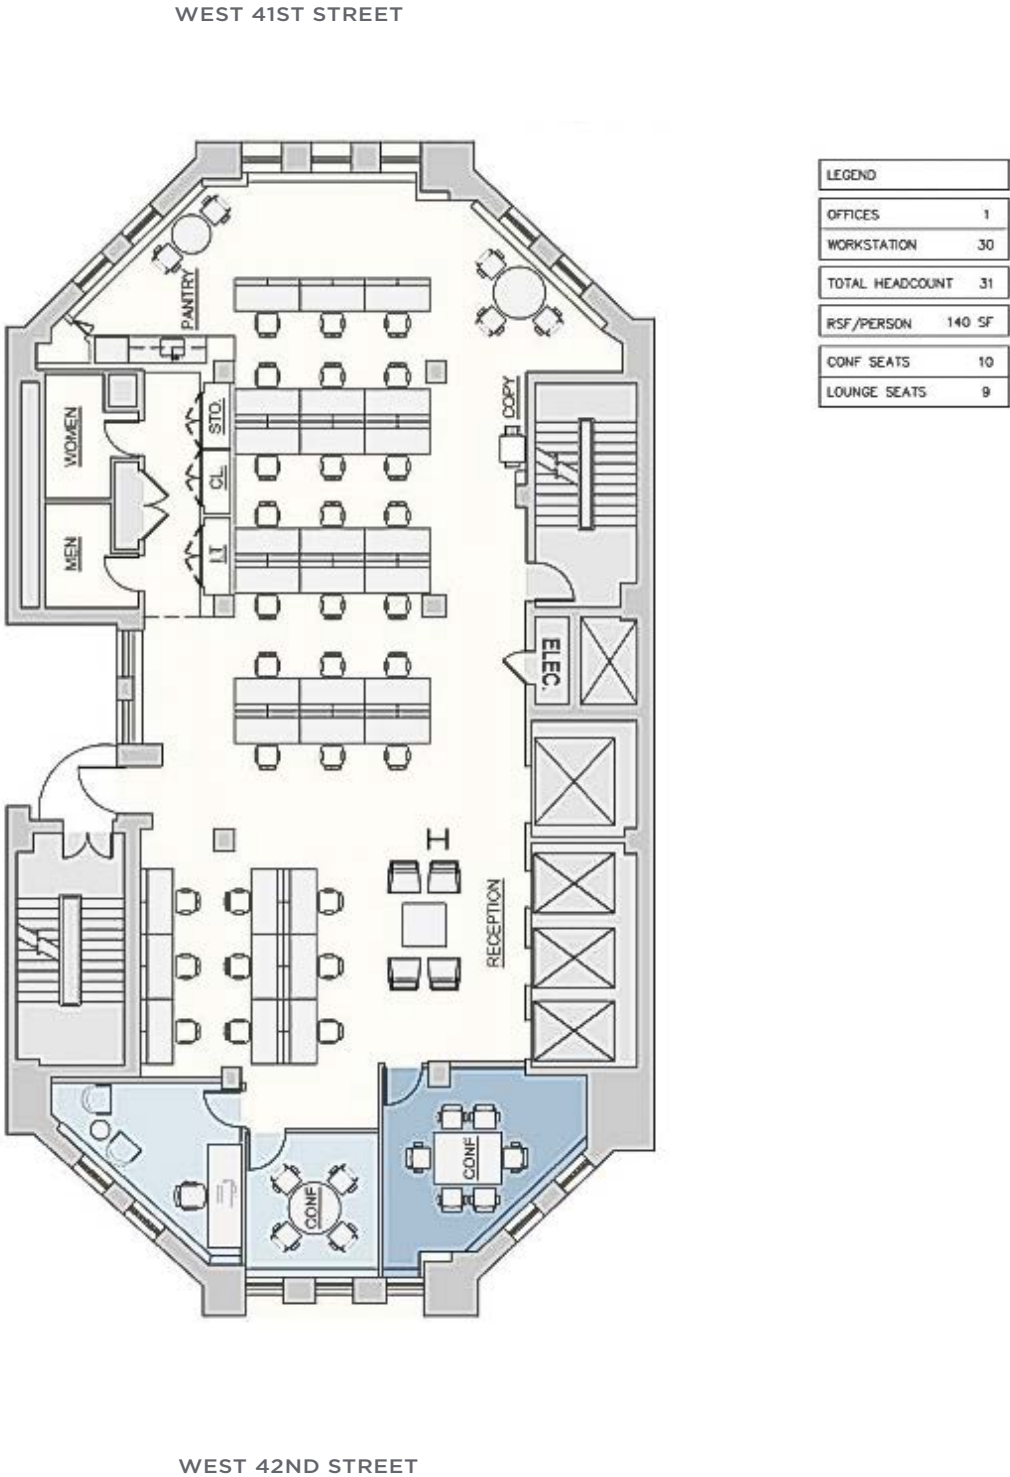 WEST 41ST STREET
LEGEND
OFFICES 1
WORKSTATION 30
TOTAL HEADCOUNT 31
RSF/PERSON 140 SF
CONF SEATS 10
LOUNGE SEATS 9
PANTRY
COPY
STO.
WOMEN
CL.
MEN
I.T
ELEC.
RECEPTION
CONF
CONF
WEST 42ND STREET